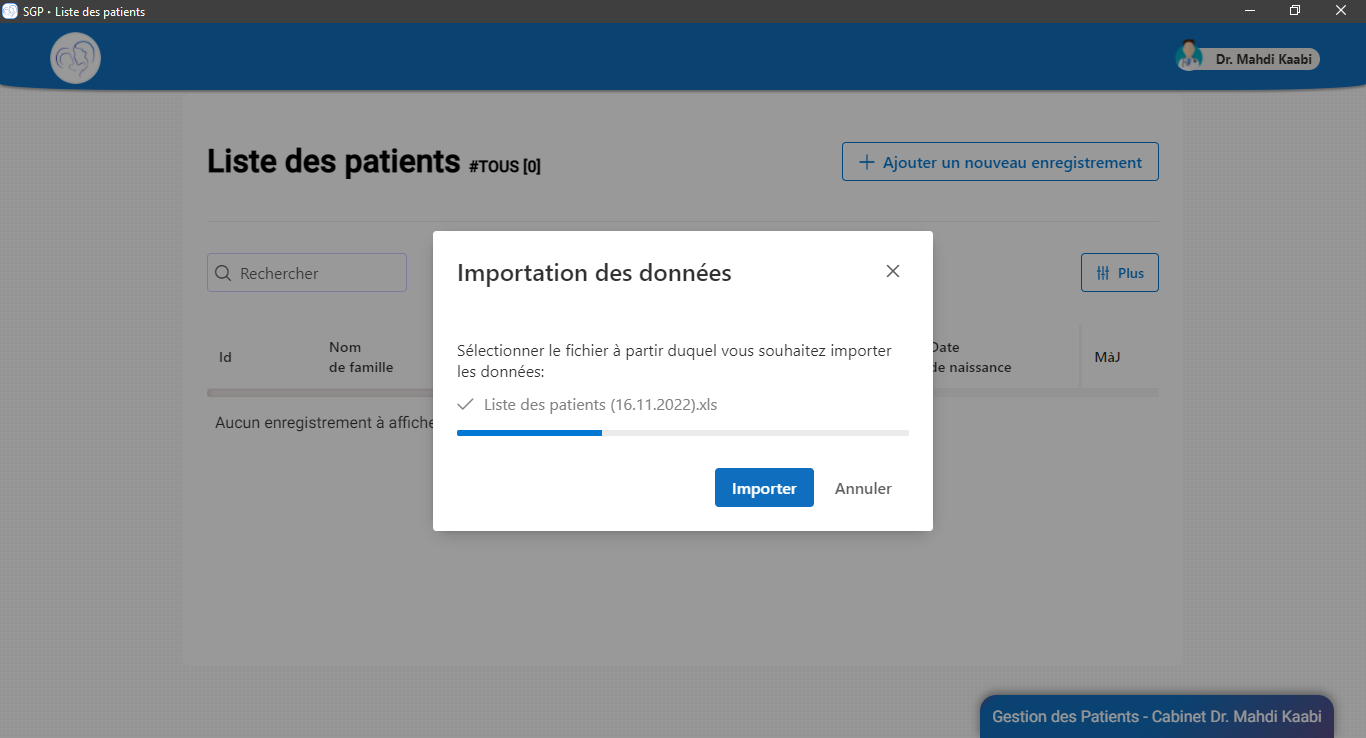 SGP • Liste des patients
Dr. Mahdi Kaabi
Liste des patients #TOUS [0]
Ajouter un nouveau enregistrement
Rechercher
Plus
Id
Nom
de famille
Date
de naissance
MàJ
Aucun enregistrement à affiche
Importation des données
Sélectionner le fichier à partir duquel vous souhaitez importer
les données:
Liste des patients (16.11.2022).xls
Importer
Annuler
Gestion des Patients - Cabinet Dr. Mahdi Kaabi